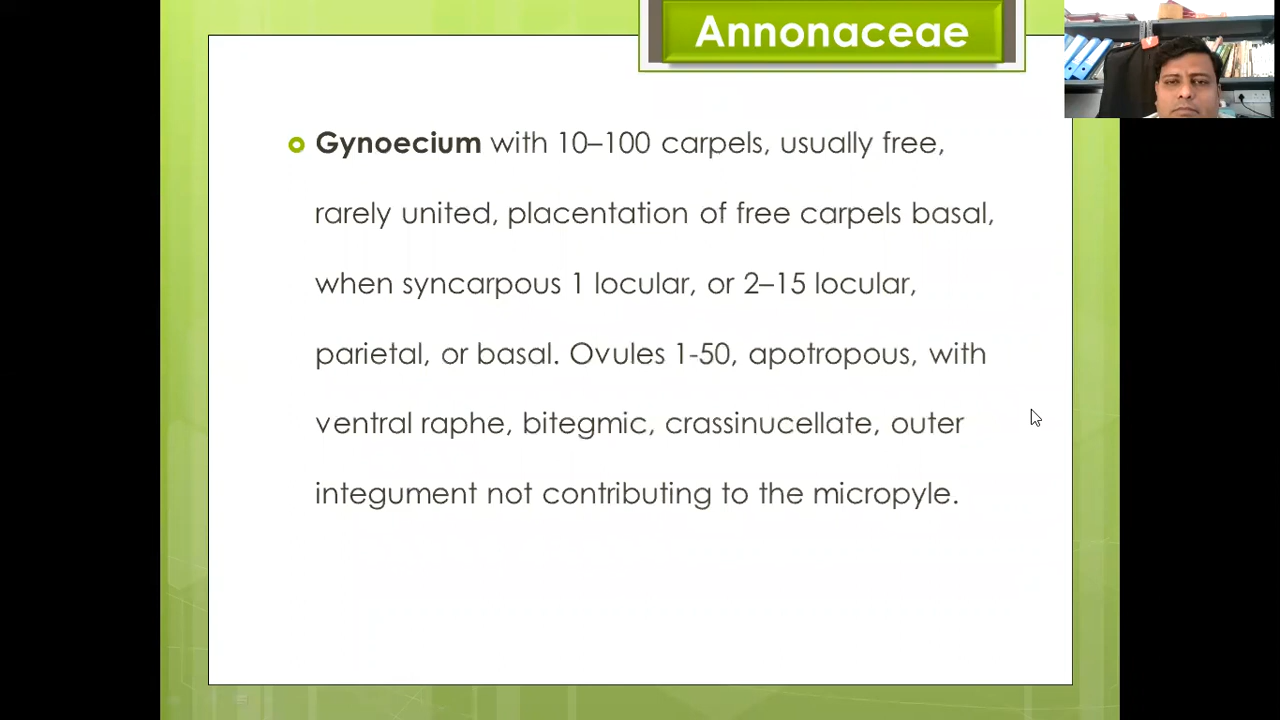 Annonaceae
Gynoecium with 10–100 carpels, usually free,
rarely united, placentation of free carpels basal,
when syncarpous 1 locular, or 2–15 locular,
parietal, or basal. Ovules 1-50, apotropous, with
ventral raphe, bitegmic, crassinucellate, outer
integument not contributing to the micropyle.